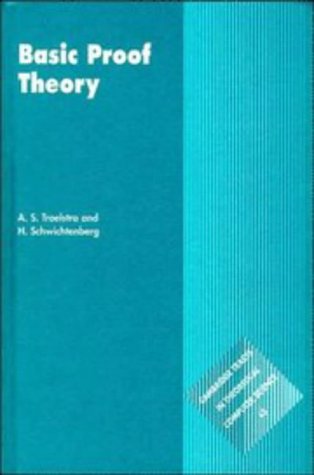 Basic Proof
Theory
A. S. Troelstra and
H. Schwichtenberg
CAMBRIDGE TRACTS
IN THEORETICAL
COMPUTER SCIENCE
43